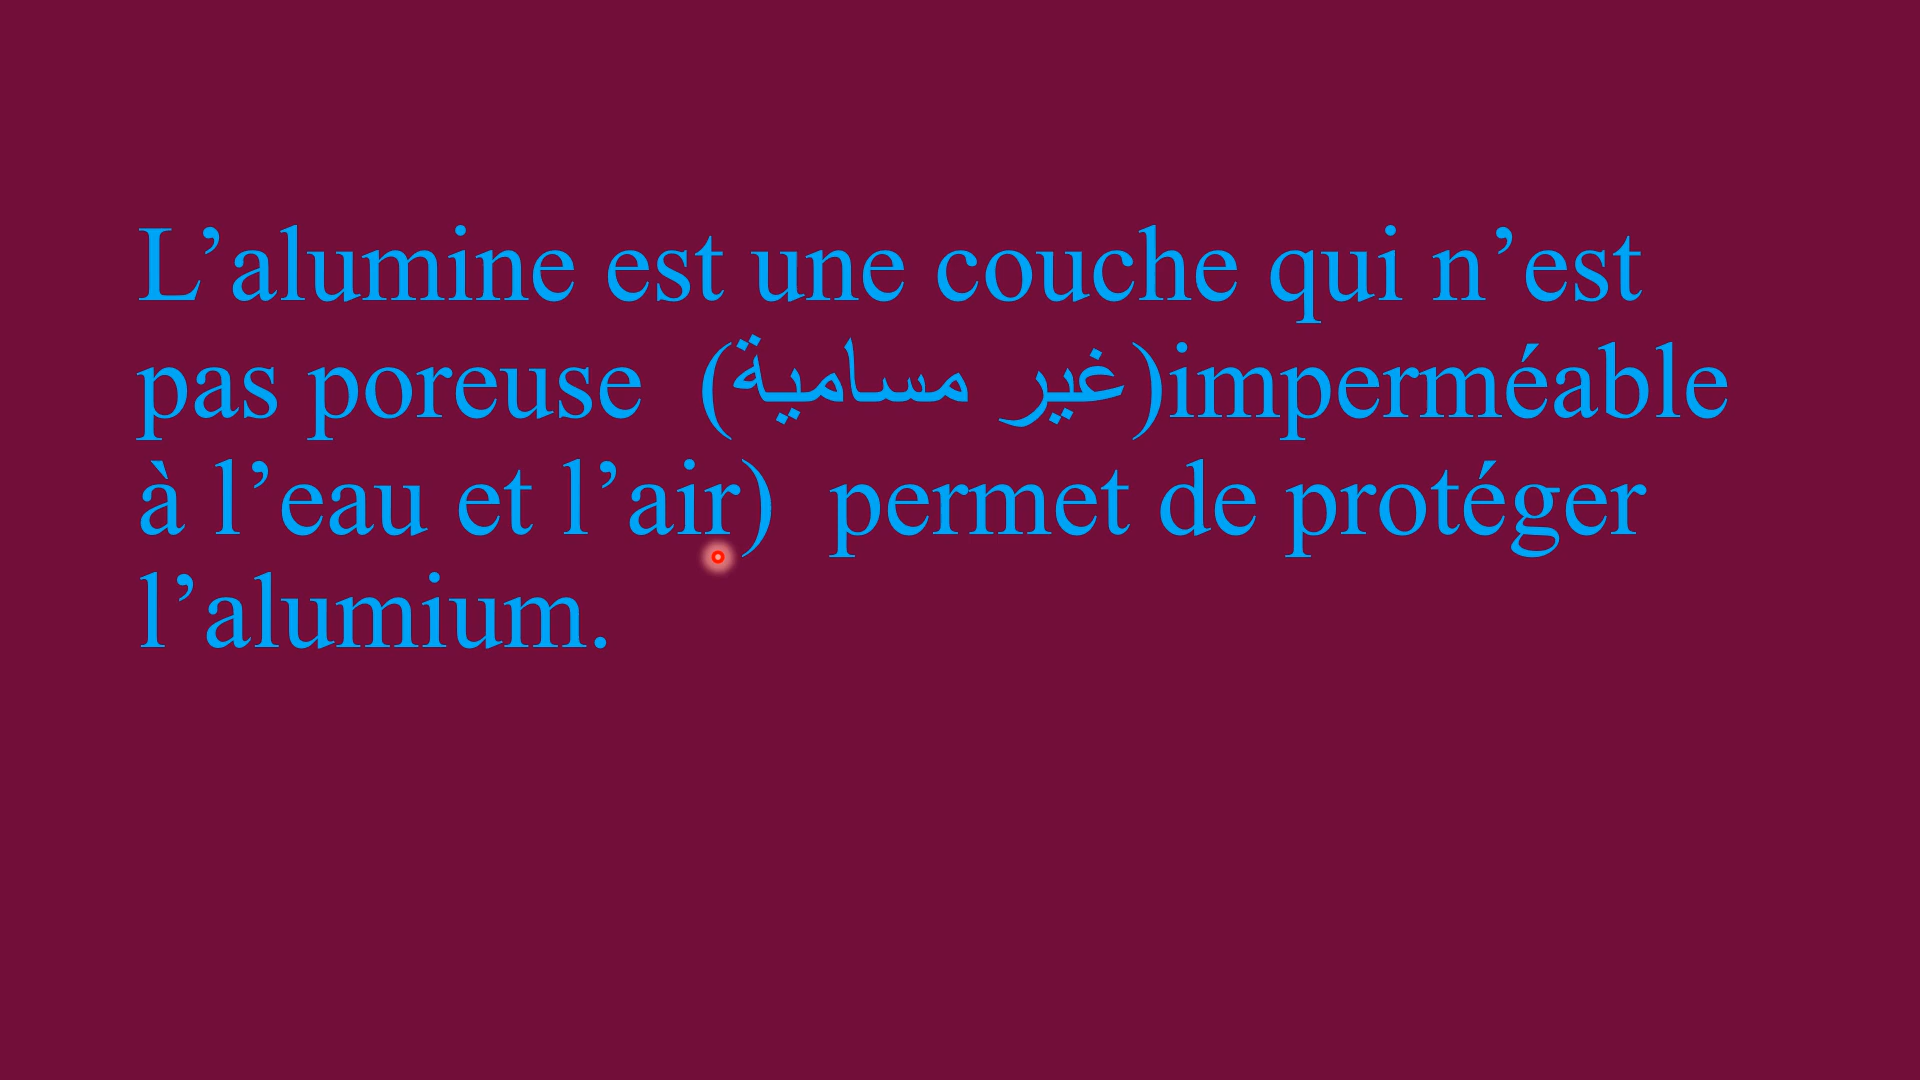 L’alumine est une couche qui n’est
pas poreuse (غير مسامية)imperméable
à l’eau et l’air) permet de protéger
l’alumium.